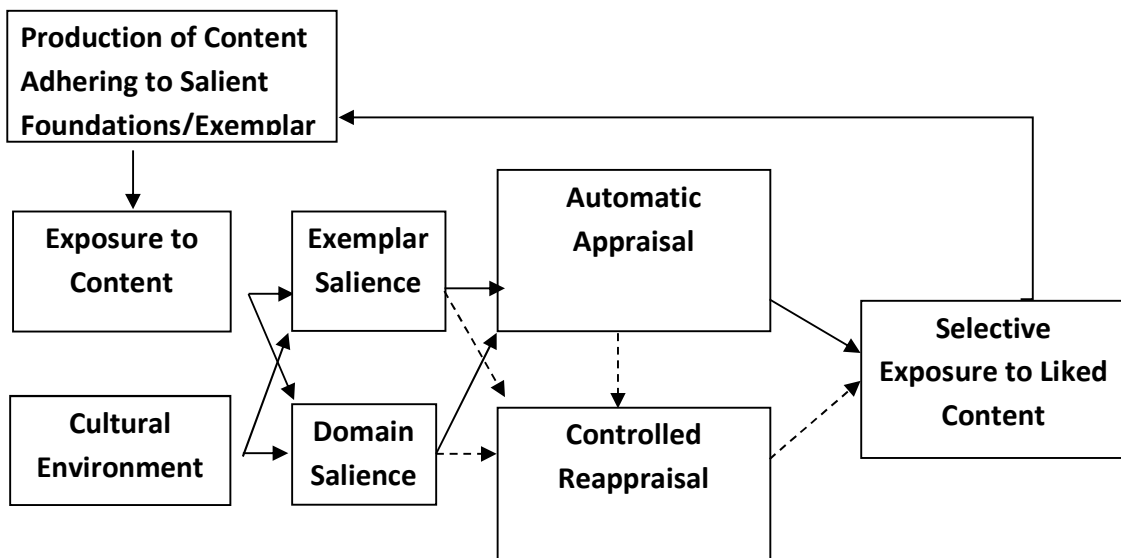 Production of Content
Adhering to Salient
Foundations/Exemplar
Exposure to
Content
Exemplar
Salience
Automatic
Appraisal
Selective
Exposure to Liked
Content
Cultural
Environment
Domain
Salience
Controlled
Reappraisal